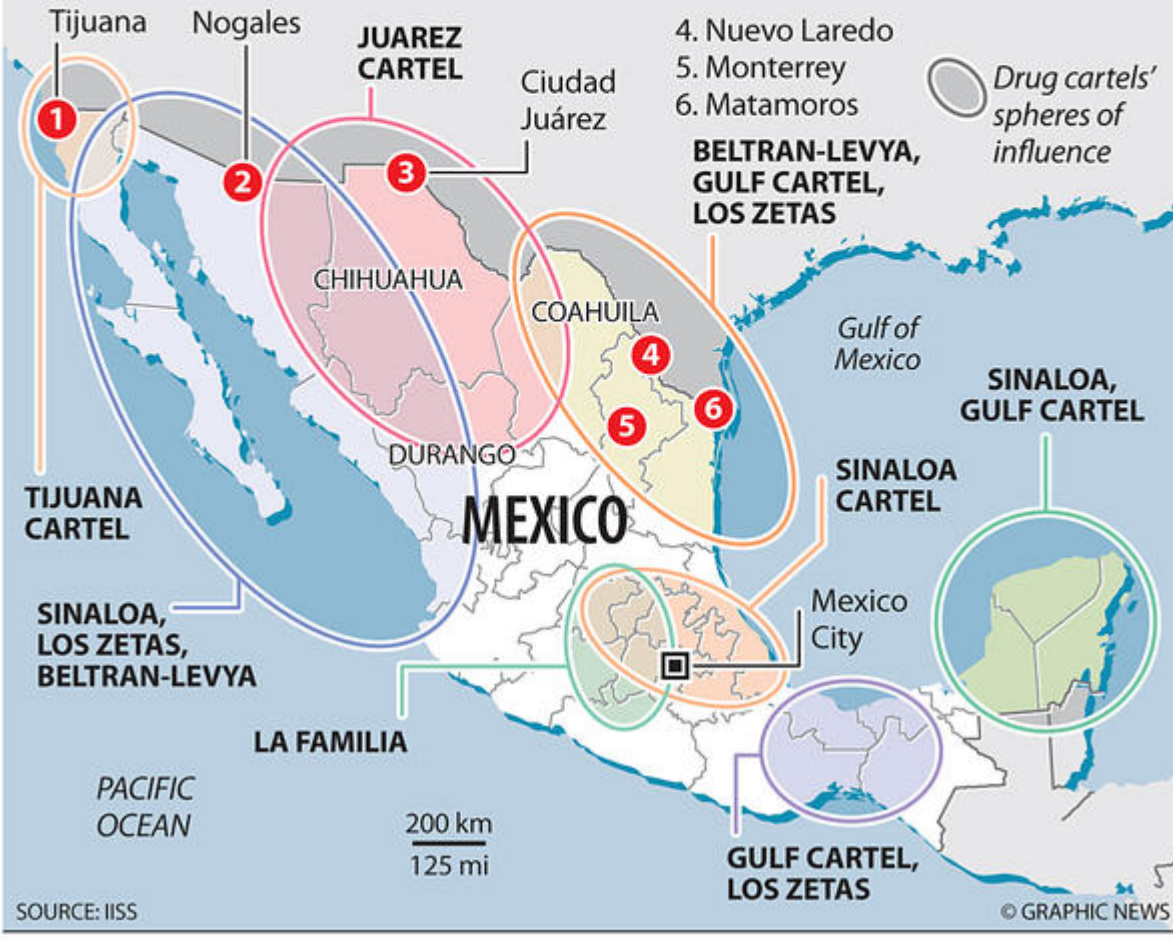 Tijuana
Nogales
JUAREZ
CARTEL
Ciudad
Juárez
4. Nuevo Laredo
5. Monterrey
6. Matamoros
Drug cartels'
spheres of
influence
BELTRAN-LEVYA,
GULF CARTEL,
LOS ZETAS
1
2
3
CHIHUAHUA
COAHUILA
4
5
6
Gulf of
Mexico
DURANGO
MEXICO
SINALOA,
GULF CARTEL
SINALOA
CARTEL
TIJUANA
CARTEL
Mexico
City
SINALOA,
LOS ZETAS,
BELTRAN-LEVYA
LA FAMILIA
PACIFIC
OCEAN
200 km
125 mi
GULF CARTEL,
LOS ZETAS
SOURCE: IISS
© GRAPHIC NEWS